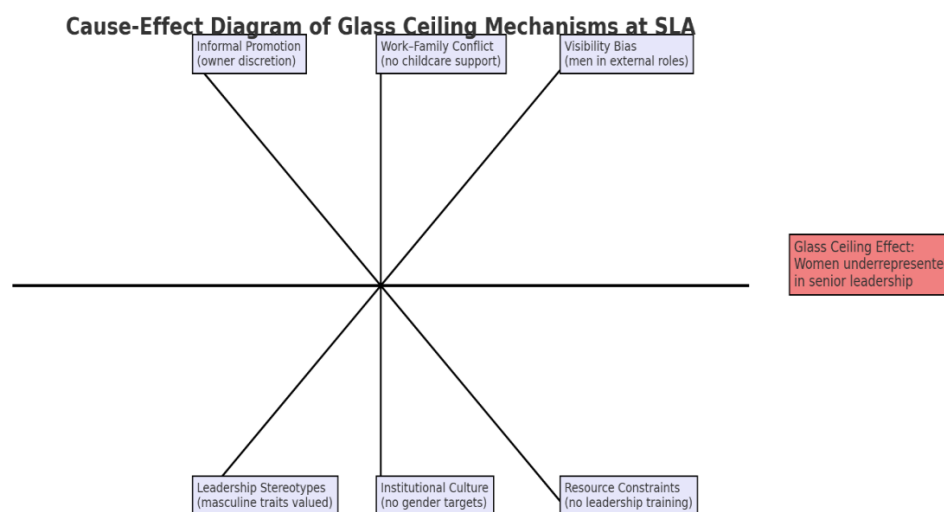 Cause-Effect Diagram of Glass Ceiling Mechanisms at SLA
Informal Promotion
(owner discretion)
Work–Family Conflict
(no childcare support)
Visibility Bias
(men in external roles)
Glass Ceiling Effect:
Women underrepresente
in senior leadership
Leadership Stereotypes
(masculine traits valued)
Institutional Culture
(no gender targets)
Resource Constraints
(no leadership training)